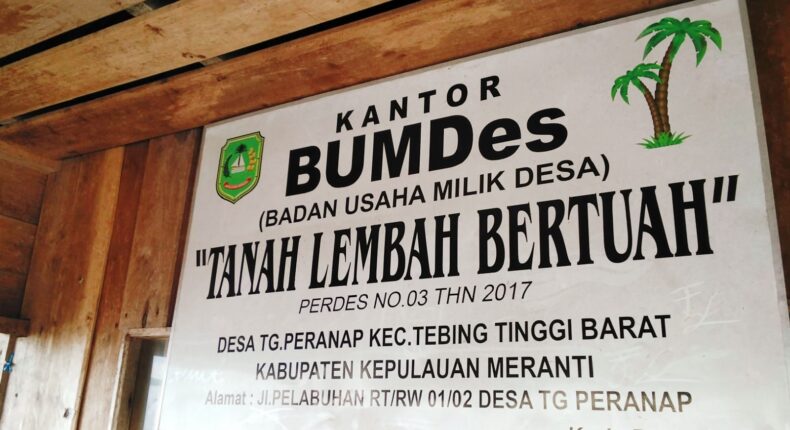 KANTOR
BUMDes
(BADAN USAHA MILIK DESA)
"TANAH LEMBAH BERTUAH"
PERDES NO.03 THN 2017
DESA TG.PERANAP KEC.TEBING TINGGI BARAT
KABUPATEN KEPULAUAN MERANTI
Alamat : Jl.PELABUHAN RT/RW 01/02 DESA TG PERANAP